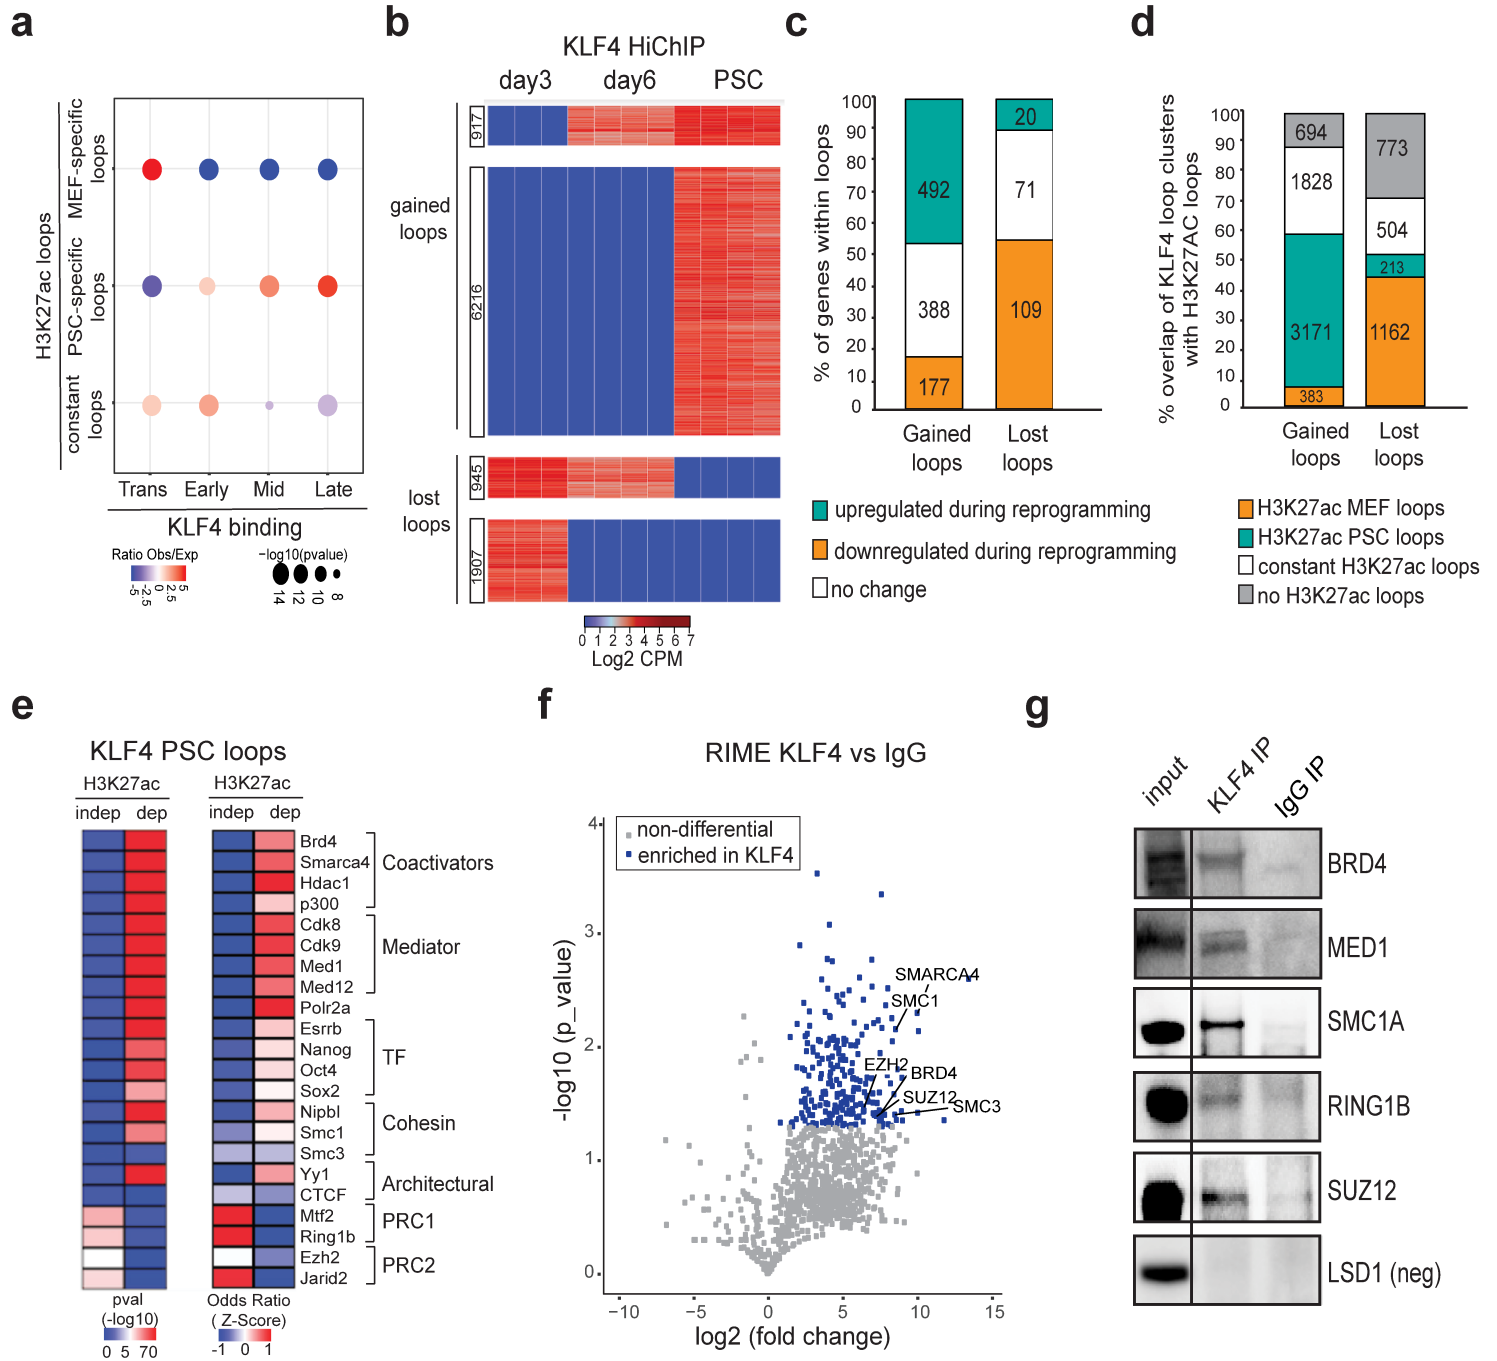 a
H3K27ac loops
MEF-specific
loops
PSC-specific
loops
constant
loops
Trans Early Mid Late
KLF4 binding
Ratio Obs/Exp
-5 -2.5 0 2.5 5
−log10(pvalue)
14 12 10 8
b
KLF4 HiChIP
day3 day6 PSC
gained
loops
917
6216
lost
loops
945
1907
0 1 2 3 4 5 6 7
Log2 CPM
c
% of genes within loops
100
90
80
70
60
50
40
30
20
10
0
492
388
177
20
71
109
Gained
loops
Lost
loops
upregulated during reprogramming
downregulated during reprogramming
no change
d
% overlap of KLF4 loop clusters
with H3K27AC loops
100
90
80
70
60
50
40
30
20
10
0
694
1828
3171
383
773
504
213
1162
Gained
loops
Lost
loops
H3K27ac MEF loops
H3K27ac PSC loops
constant H3K27ac loops
no H3K27ac loops
e
KLF4 PSC loops
H3K27ac H3K27ac
indep dep indep dep
Brd4
Smarca4
Hdac1
p300
Coactivators
Cdk8
Cdk9
Med1
Med12
Mediator
Polr2a
Esrrb
Nanog
Oct4
Sox2
TF
Nipbl
Smc1
Smc3
Cohesin
Yy1
CTCF
Architectural
Mtf2
Ring1b
PRC1
Ezh2
Jarid2
PRC2
pval
(-log10)
0 5 70
Odds Ratio
( Z-Score)
-1 0 1
f
RIME KLF4 vs IgG
non-differential
enriched in KLF4
-log10 (p_value)
4
3
2
1
0
SMARCA4
SMC1
EZH2
BRD4
SUZ12
SMC3
−10 −5 0 5 10 15
log2 (fold change)
g
input KLF4 IP IgG IP
BRD4
MED1
SMC1A
RING1B
SUZ12
LSD1 (neg)